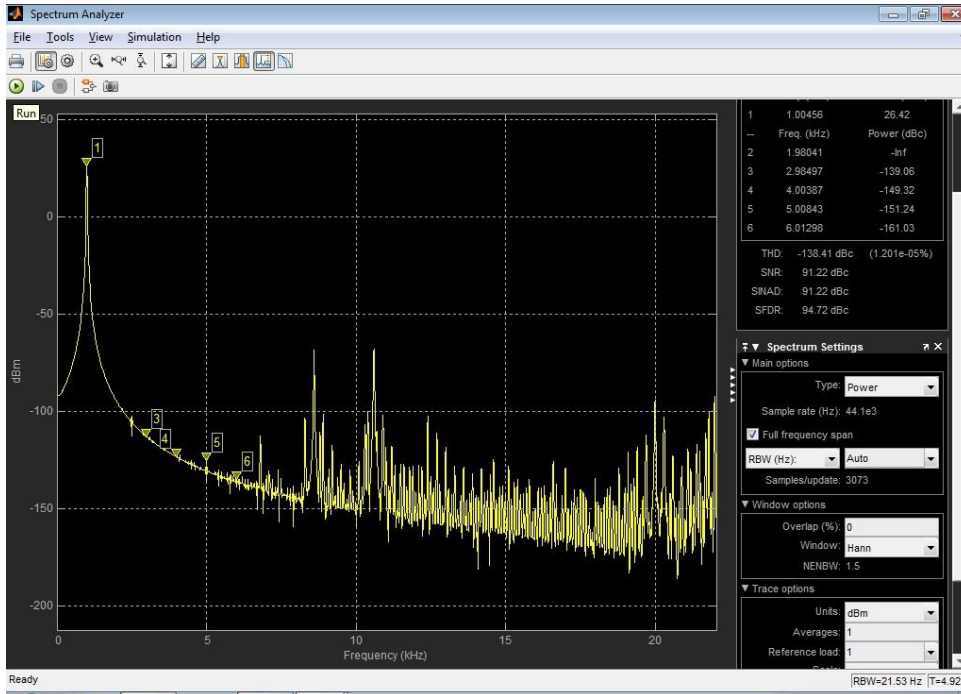 Spectrum Analyzer
File Tools View Simulation Help
Run
50
0
-50
-100
-150
-200
dBm
1
3
4
5
6
0 5 10 15 20
Frequency (kHz)
1 1.00456 26.42
-- Freq. (kHz) Power (dBc)
2 1.98041 -Inf
3 2.98497 -139.06
4 4.00387 -149.32
5 5.00843 -151.24
6 6.01298 -161.03
THD: -138.41 dBc (1.201e-05%)
SNR: 91.22 dBc
SINAD: 91.22 dBc
SFDR: 94.72 dBc
Spectrum Settings
Main options
Type: Power
Sample rate (Hz): 44.1e3
Full frequency span
RBW (Hz): Auto
Samples/update: 3073
Window options
Overlap (%): 0
Window: Hann
NENBW: 1.5
Trace options
Units: dBm
Averages: 1
Reference load: 1
Ready
RBW=21.53 Hz T=4.92